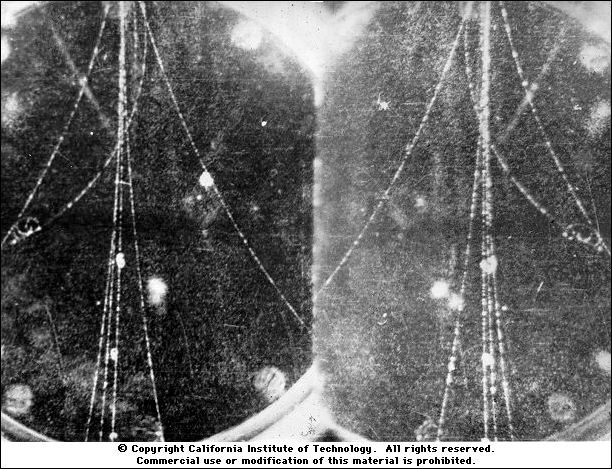 © Copyright California Institute of Technology. All rights reserved.
Commercial use or modification of this material is prohibited.